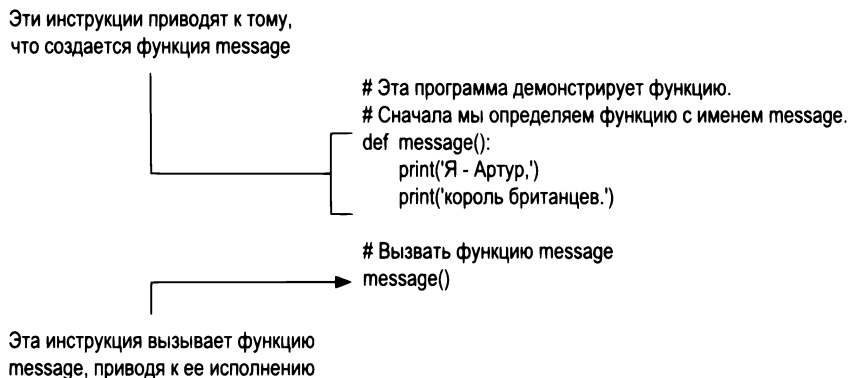 Эти инструкции приводят к тому,
что создается функция message
# Эта программа демонстрирует функцию.
# Сначала мы определяем функцию с именем message.
def message():
print('Я - Артур,')
print('король британцев.')
# Вызвать функцию message
message()
Эта инструкция вызывает функцию
message, приводя к ее исполнению